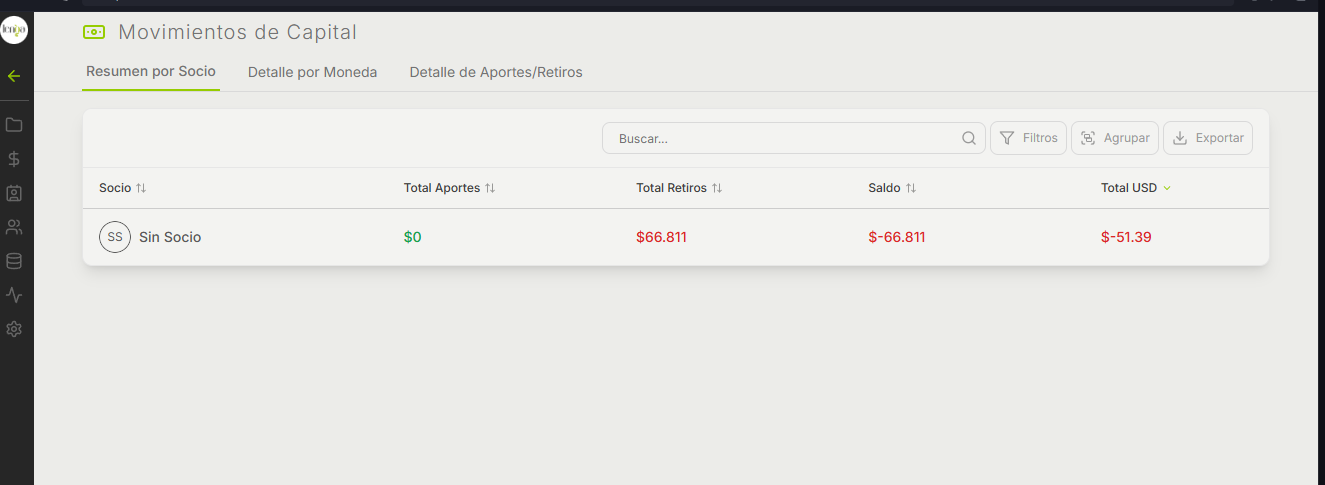 Movimientos de Capital
Resumen por Socio Detalle por Moneda Detalle de Aportes/Retiros
Buscar... Filtros Agrupar Exportar
Socio Total Aportes Total Retiros Saldo Total USD
SS Sin Socio $0 $66.811 $-66.811 $-51.39